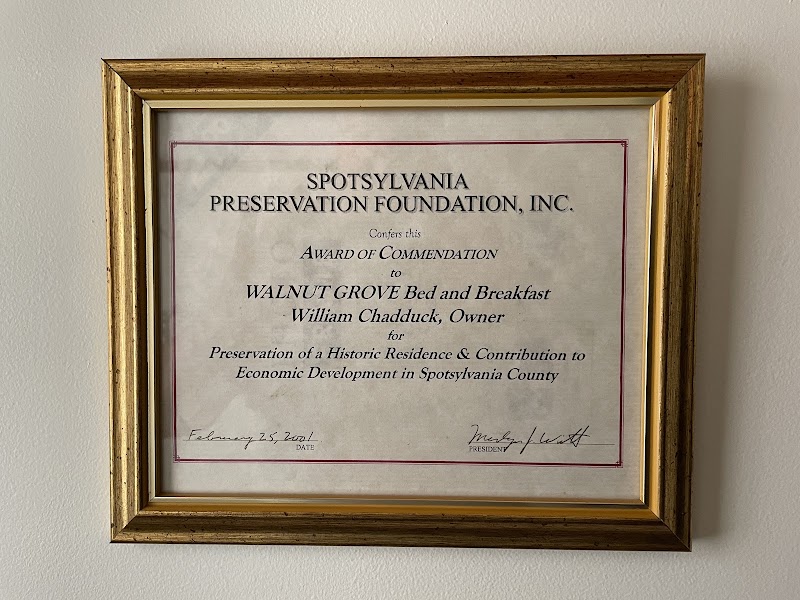 SPOTSYLVANIA
PRESERVATION FOUNDATION, INC.
Confers this
AWARD OF COMMENDATION
to
WALNUT GROVE Bed and Breakfast
William Chadduck, Owner
for
Preservation of a Historic Residence & Contribution to
Economic Development in Spotsylvania County
February 25, 2001
DATE
PRESIDENT